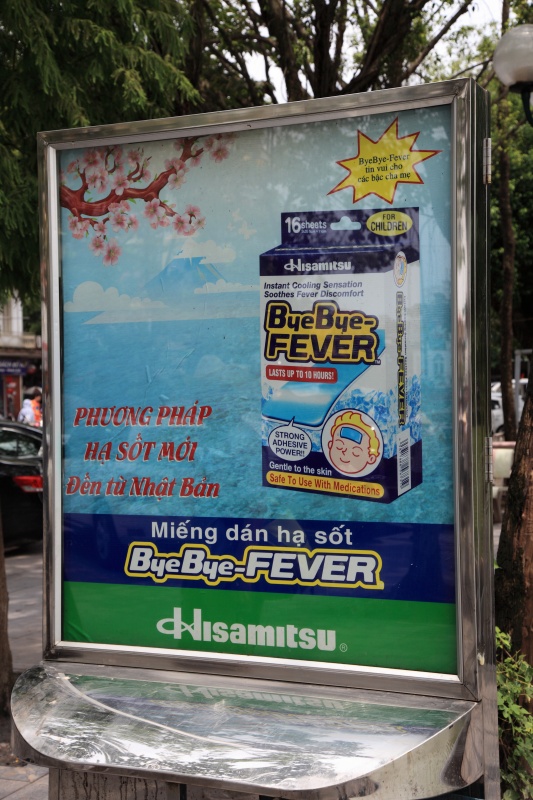 ByeBye-Fever
tin vui cho
các bậc cha mẹ
16 sheets
FOR
CHILDREN
Hisamitsu
Instant Cooling Sensation
Soothes Fever Discomfort
ByeBye-
FEVER
LASTS UP TO 10 HOURS!
STRONG
ADHESIVE
POWER!!
Gentle to the skin
Safe To Use With Medications
ByeBye-FEVER
PHƯƠNG PHÁP
HẠ SỐT MỚI
Đến từ Nhật Bản
Miếng dán hạ sốt
ByeBye-FEVER
Hisamitsu®